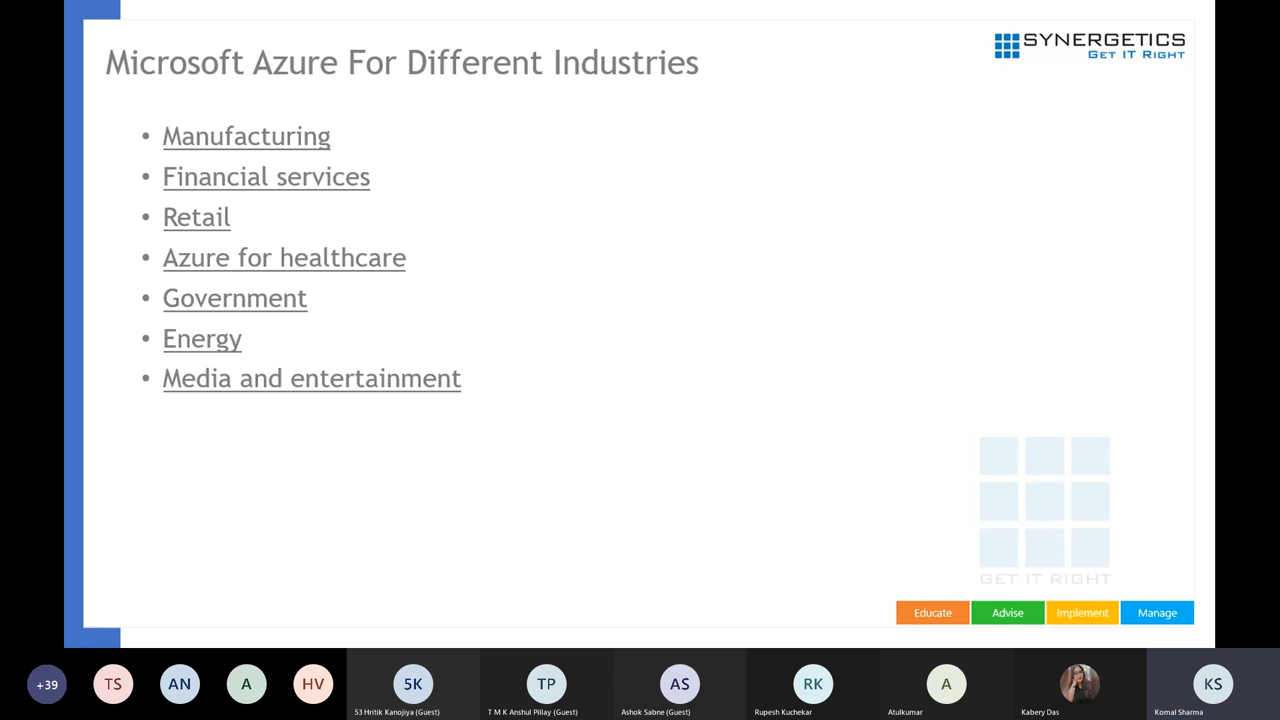 SYNERGETICS
GET IT RIGHT
Microsoft Azure For Different Industries
• Manufacturing
• Financial services
• Retail
• Azure for healthcare
• Government
• Energy
• Media and entertainment
GET IT RIGHT
Educate Advise Implement Manage
+39 TS AN A HV 5K TP AS RK A KS
53 Hritik Kanojiya (Guest) T M K Anshul Pillay (Guest) Ashok Sabne (Guest) Rupesh Kuchekar Atulkumar Kabery Das Komal Sharma